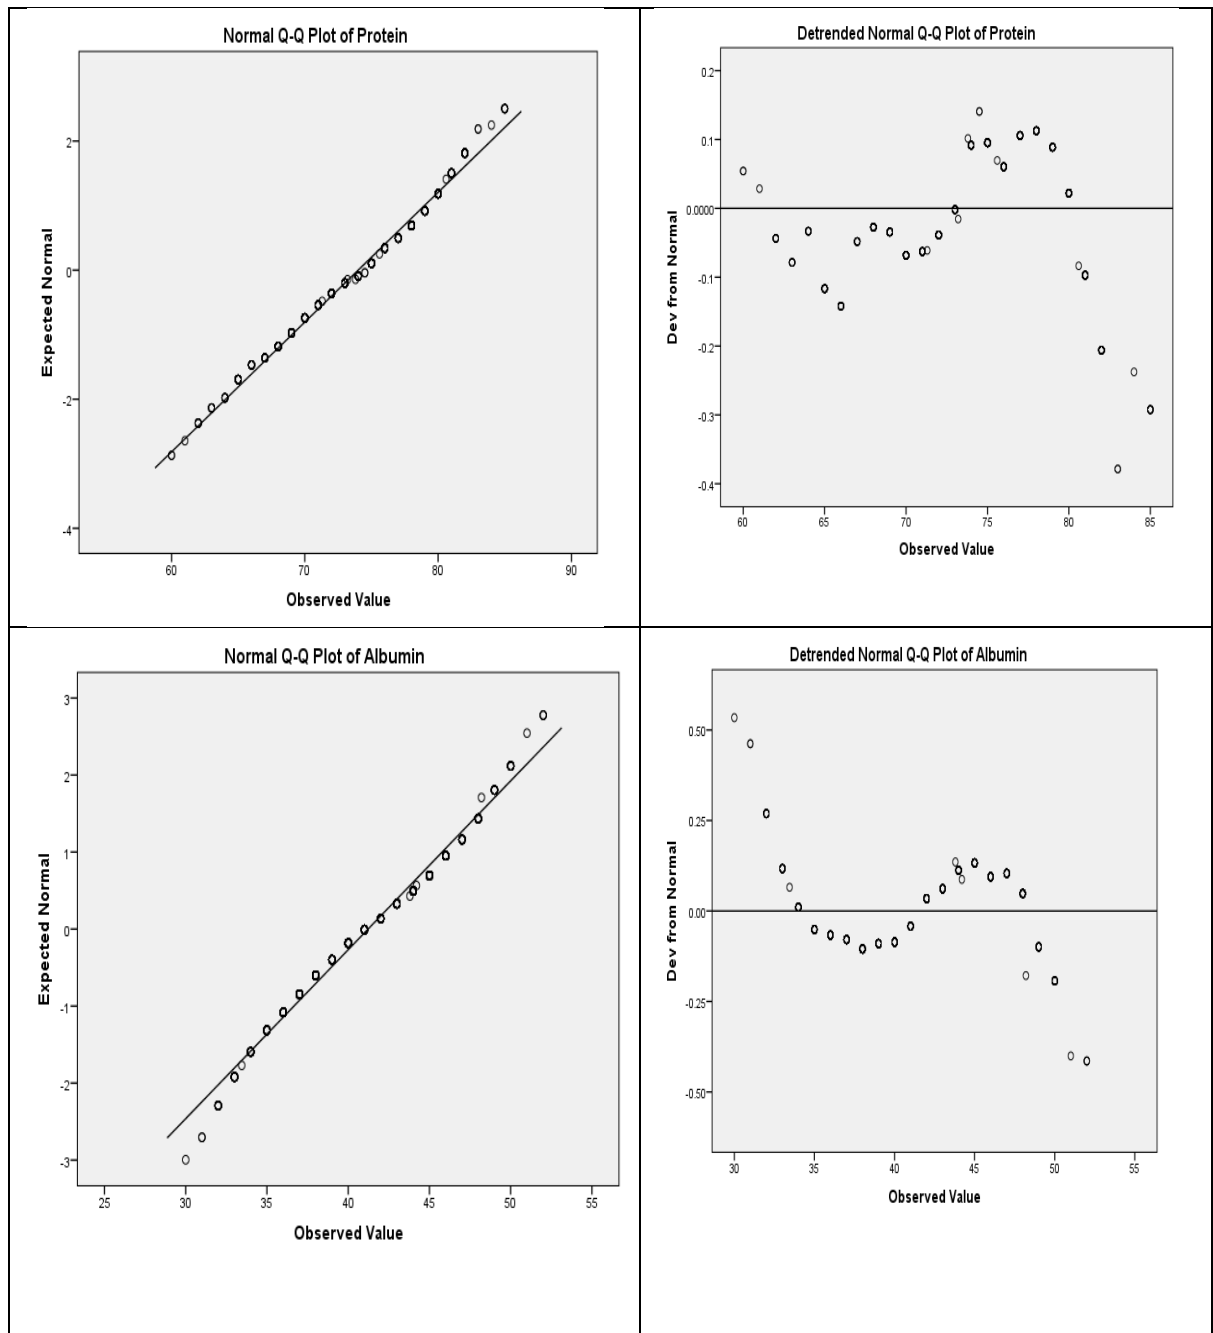 Normal Q-Q Plot of Protein
2
0
-2
-4
Expected Normal
60 70 80 90
Observed Value
Detrended Normal Q-Q Plot of Protein
0.2
0.1
0.0000
-0.1
-0.2
-0.3
-0.4
Dev from Normal
60 65 70 75 80 85
Observed Value
Normal Q-Q Plot of Albumin
3
2
1
0
-1
-2
-3
Expected Normal
25 30 35 40 45 50 55
Observed Value
Detrended Normal Q-Q Plot of Albumin
0.50
0.25
0.00
-0.25
-0.50
Dev from Normal
30 35 40 45 50 55
Observed Value